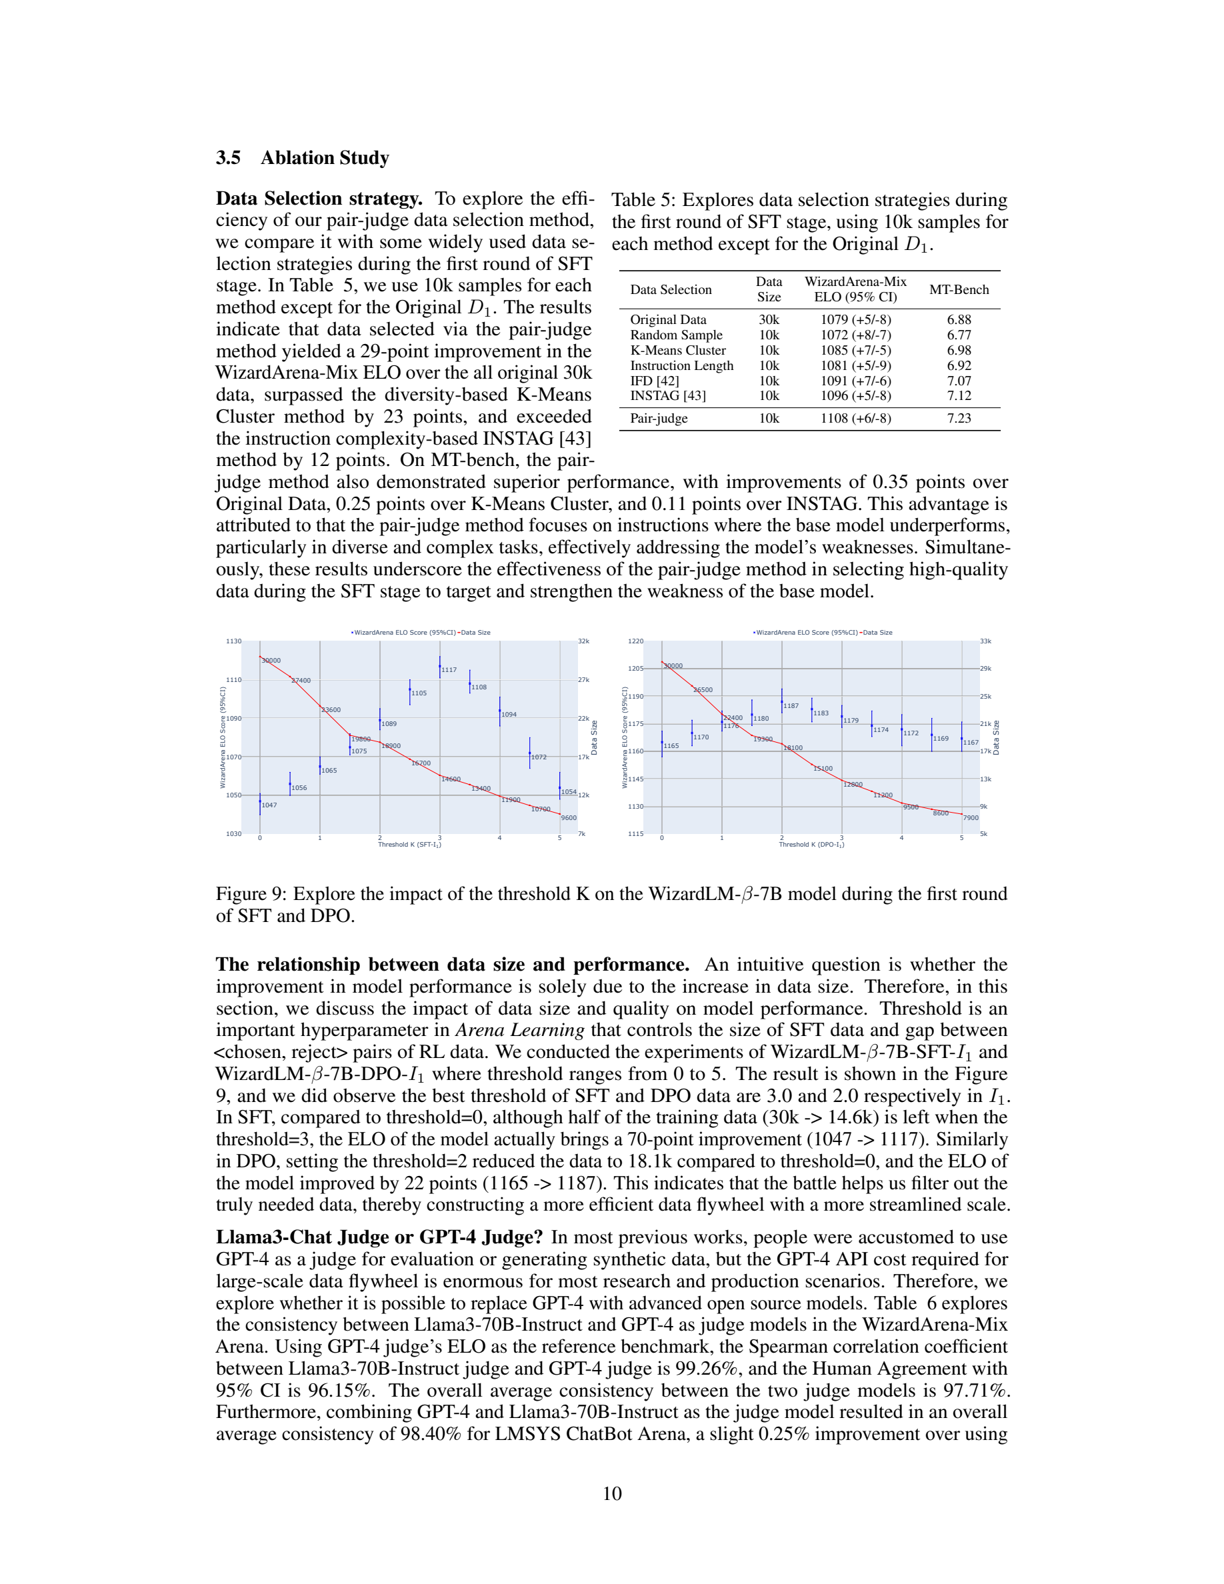 3.5 Ablation Study
Data Selection strategy. To explore the effi-
ciency of our pair-judge data selection method,
we compare it with some widely used data se-
lection strategies during the first round of SFT
stage. In Table 5, we use 10k samples for each
method except for the Original D1. The results
indicate that data selected via the pair-judge
method yielded a 29-point improvement in the
WizardArena-Mix ELO over the all original 30k
data, surpassed the diversity-based K-Means
Cluster method by 23 points, and exceeded
the instruction complexity-based INSTAG [43]
method by 12 points. On MT-bench, the pair-
Table 5: Explores data selection strategies during
the first round of SFT stage, using 10k samples for
each method except for the Original D1.
Data Selection Data Size WizardArena-Mix ELO (95% CI) MT-Bench
Original Data 30k 1079 (+5/-8) 6.88
Random Sample 10k 1072 (+8/-7) 6.77
K-Means Cluster 10k 1085 (+7/-5) 6.98
Instruction Length 10k 1081 (+5/-9) 6.92
IFD [42] 10k 1091 (+7/-6) 7.07
INSTAG [43] 10k 1096 (+5/-8) 7.12
Pair-judge 10k 1108 (+6/-8) 7.23
judge method also demonstrated superior performance, with improvements of 0.35 points over
Original Data, 0.25 points over K-Means Cluster, and 0.11 points over INSTAG. This advantage is
attributed to that the pair-judge method focuses on instructions where the base model underperforms,
particularly in diverse and complex tasks, effectively addressing the model's weaknesses. Simultane-
ously, these results underscore the effectiveness of the pair-judge method in selecting high-quality
data during the SFT stage to target and strengthen the weakness of the base model.
WizardArena ELO Score (95%CI) Data Size
1130
1110
1090
1070
1050
1030
WizardArena ELO Score (95%CI)
30000
27400
23600
19800
18900
16700
14600
13400
11900
10700
9600
1047
1056
1065
1075
1089
1105
1117
1108
1094
1072
1054
32k
27k
22k
17k
12k
7k
Data Size
0 1 2 3 4 5
Threshold K (SFT-I1)
WizardArena ELO Score (95%CI) Data Size
1220
1205
1190
1175
1160
1145
1130
1115
WizardArena ELO Score (95%CI)
30000
26500
22400
19300
18100
15100
12800
11200
9500
8600
7900
1165
1170
1176
1180
1187
1183
1179
1174
1172
1169
1167
33k
29k
25k
21k
17k
13k
9k
5k
Data Size
0 1 2 3 4 5
Threshold K (DPO-I1)
Figure 9: Explore the impact of the threshold K on the WizardLM-β-7B model during the first round
of SFT and DPO.
The relationship between data size and performance. An intuitive question is whether the
improvement in model performance is solely due to the increase in data size. Therefore, in this
section, we discuss the impact of data size and quality on model performance. Threshold is an
important hyperparameter in Arena Learning that controls the size of SFT data and gap between
<chosen, reject> pairs of RL data. We conducted the experiments of WizardLM-β-7B-SFT-I1 and
WizardLM-β-7B-DPO-I1 where threshold ranges from 0 to 5. The result is shown in the Figure
9, and we did observe the best threshold of SFT and DPO data are 3.0 and 2.0 respectively in I1.
In SFT, compared to threshold=0, although half of the training data (30k -> 14.6k) is left when the
threshold=3, the ELO of the model actually brings a 70-point improvement (1047 -> 1117). Similarly
in DPO, setting the threshold=2 reduced the data to 18.1k compared to threshold=0, and the ELO of
the model improved by 22 points (1165 -> 1187). This indicates that the battle helps us filter out the
truly needed data, thereby constructing a more efficient data flywheel with a more streamlined scale.
Llama3-Chat Judge or GPT-4 Judge? In most previous works, people were accustomed to use
GPT-4 as a judge for evaluation or generating synthetic data, but the GPT-4 API cost required for
large-scale data flywheel is enormous for most research and production scenarios. Therefore, we
explore whether it is possible to replace GPT-4 with advanced open source models. Table 6 explores
the consistency between Llama3-70B-Instruct and GPT-4 as judge models in the WizardArena-Mix
Arena. Using GPT-4 judge's ELO as the reference benchmark, the Spearman correlation coefficient
between Llama3-70B-Instruct judge and GPT-4 judge is 99.26%, and the Human Agreement with
95% CI is 96.15%. The overall average consistency between the two judge models is 97.71%.
Furthermore, combining GPT-4 and Llama3-70B-Instruct as the judge model resulted in an overall
average consistency of 98.40% for LMSYS ChatBot Arena, a slight 0.25% improvement over using
10